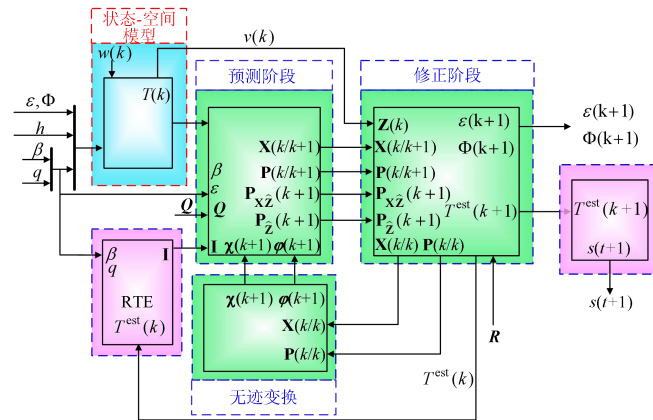 状态-空间
模型
w(k)
v(k)
T(k)
预测阶段
修正阶段
ε,Φ
h
β
q
Z(k)
ε(k+1)
Φ(k+1)
ε(k+1)
Φ(k+1)
X(k/k+1)
X(k/k+1)
P(k/k+1)
P(k/k+1)
β
ε
P_XẐ(k+1)
P_XẐ(k+1)
Q
Q
P_Ẑ(k+1)
P_Ẑ(k+1)
T^est(k+1)
T^est(k+1)
I χ(k+1) φ(k+1)
X(k/k) P(k/k)
s(t+1)
s(t+1)
β
q
I
RTE
T^est(k)
χ(k+1) φ(k+1)
X(k/k)
P(k/k)
R
T^est(k)
无迹变换